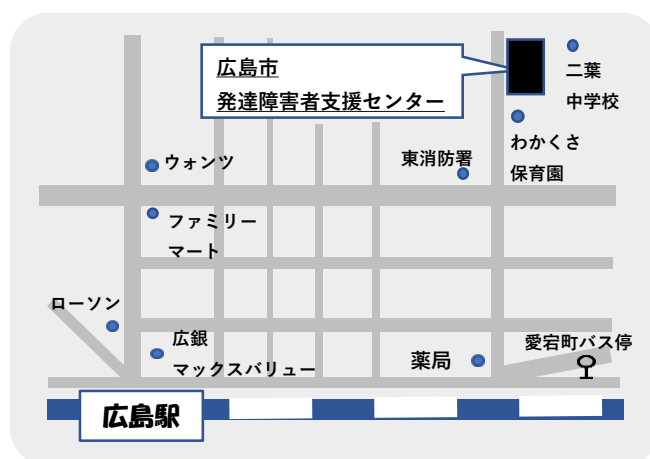 広島市
発達障害者支援センター
二葉
中学校
わかくさ
保育園
東消防署
ウォンツ
ファミリー
マート
ローソン
広銀
マックスバリュー
薬局
愛宕町バス停
広島駅